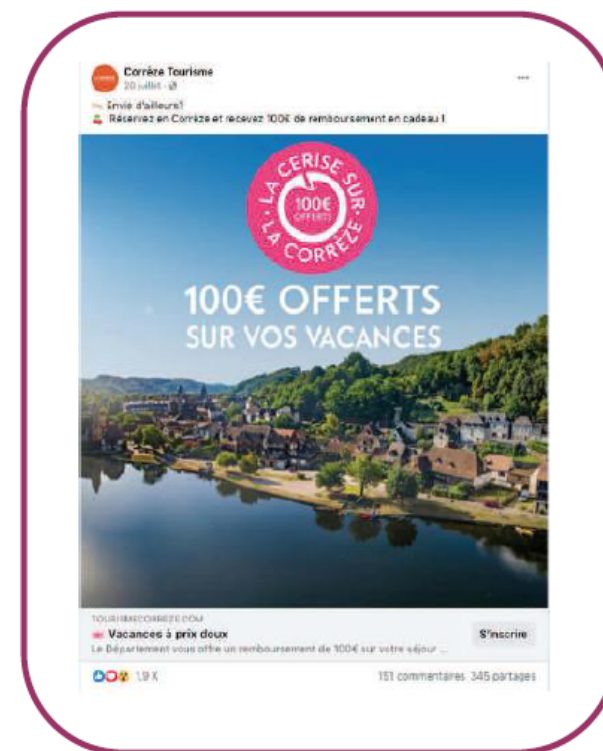 Corrèze Tourisme
20 juillet
Envie d'ailleurs?
Réservez en Corrèze et recevez 100€ de remboursement en cadeau !
LA CERISE SUR
100€
OFFERTS
LA CORRÈZE
100€ OFFERTS
SUR VOS VACANCES
TOURISMECORREZE.COM
Vacances à prix doux
S'inscrire
Le Département vous offre un remboursement de 100€ sur votre séjour ...
1,9 K
151 commentaires 345 partages